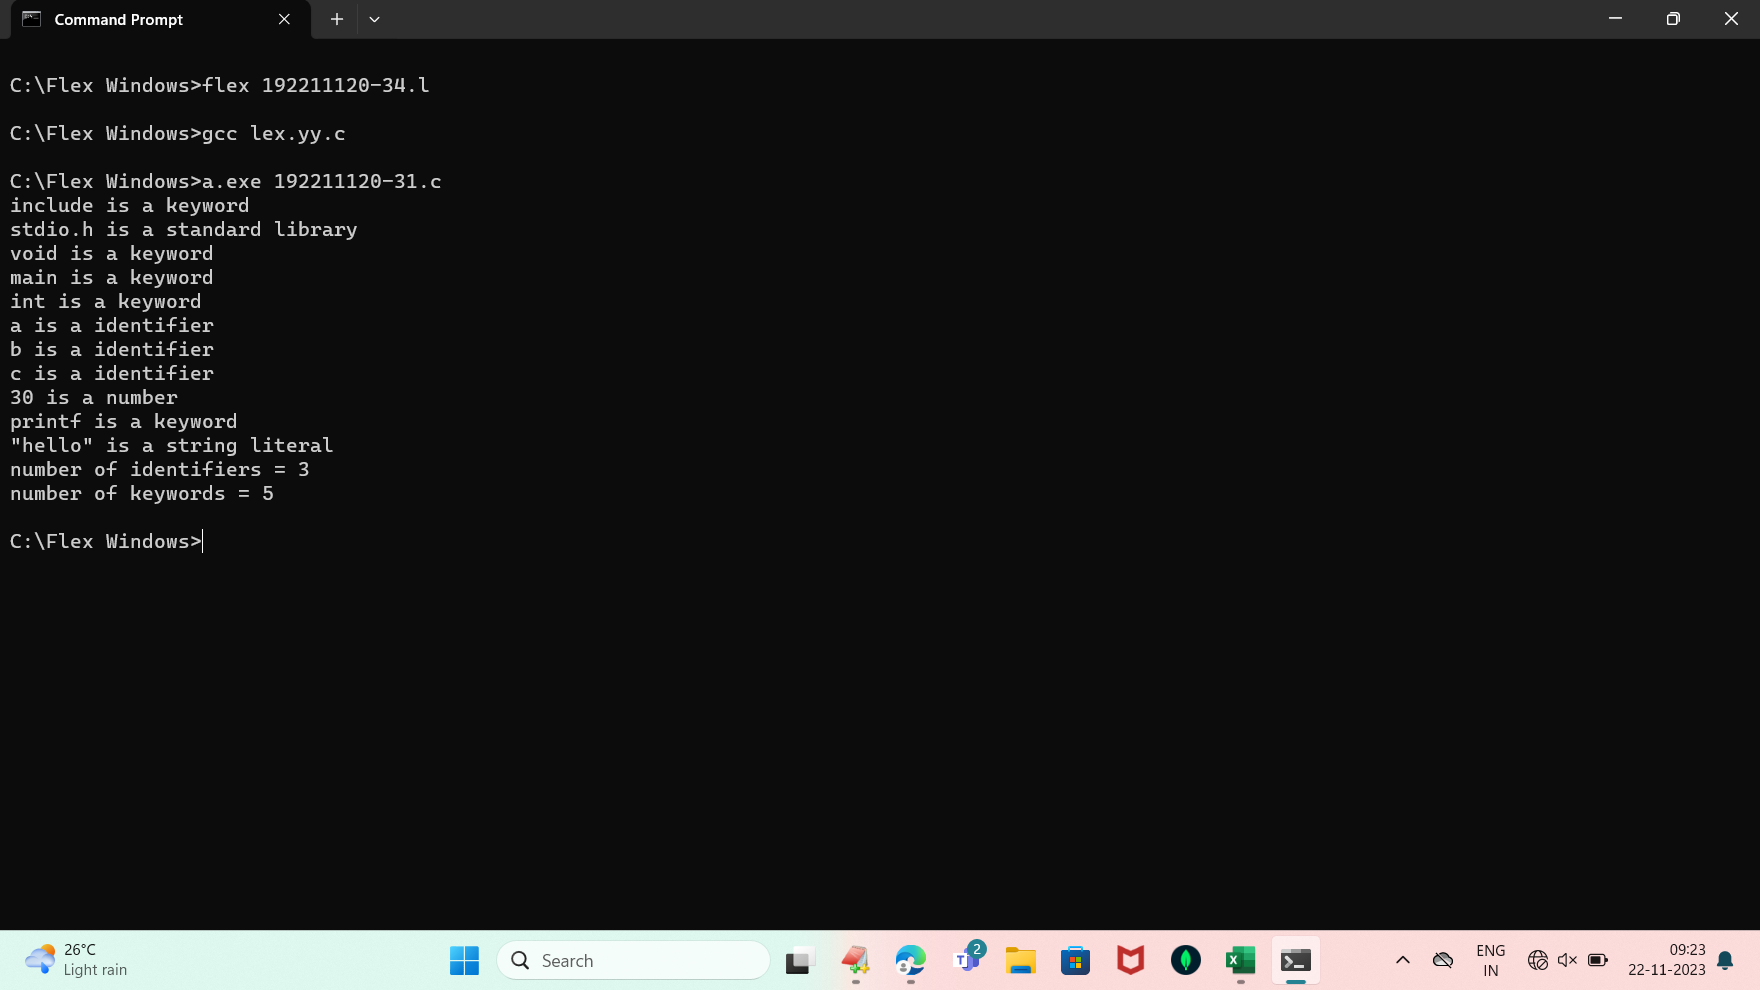 Command Prompt
C:\Flex Windows>flex 192211120-34.l
C:\Flex Windows>gcc lex.yy.c
C:\Flex Windows>a.exe 192211120-31.c
include is a keyword
stdio.h is a standard library
void is a keyword
main is a keyword
int is a keyword
a is a identifier
b is a identifier
c is a identifier
30 is a number
printf is a keyword
"hello" is a string literal
number of identifiers = 3
number of keywords = 5
C:\Flex Windows>
26°C
Light rain
Search
2
ENG
IN
09:23
22-11-2023